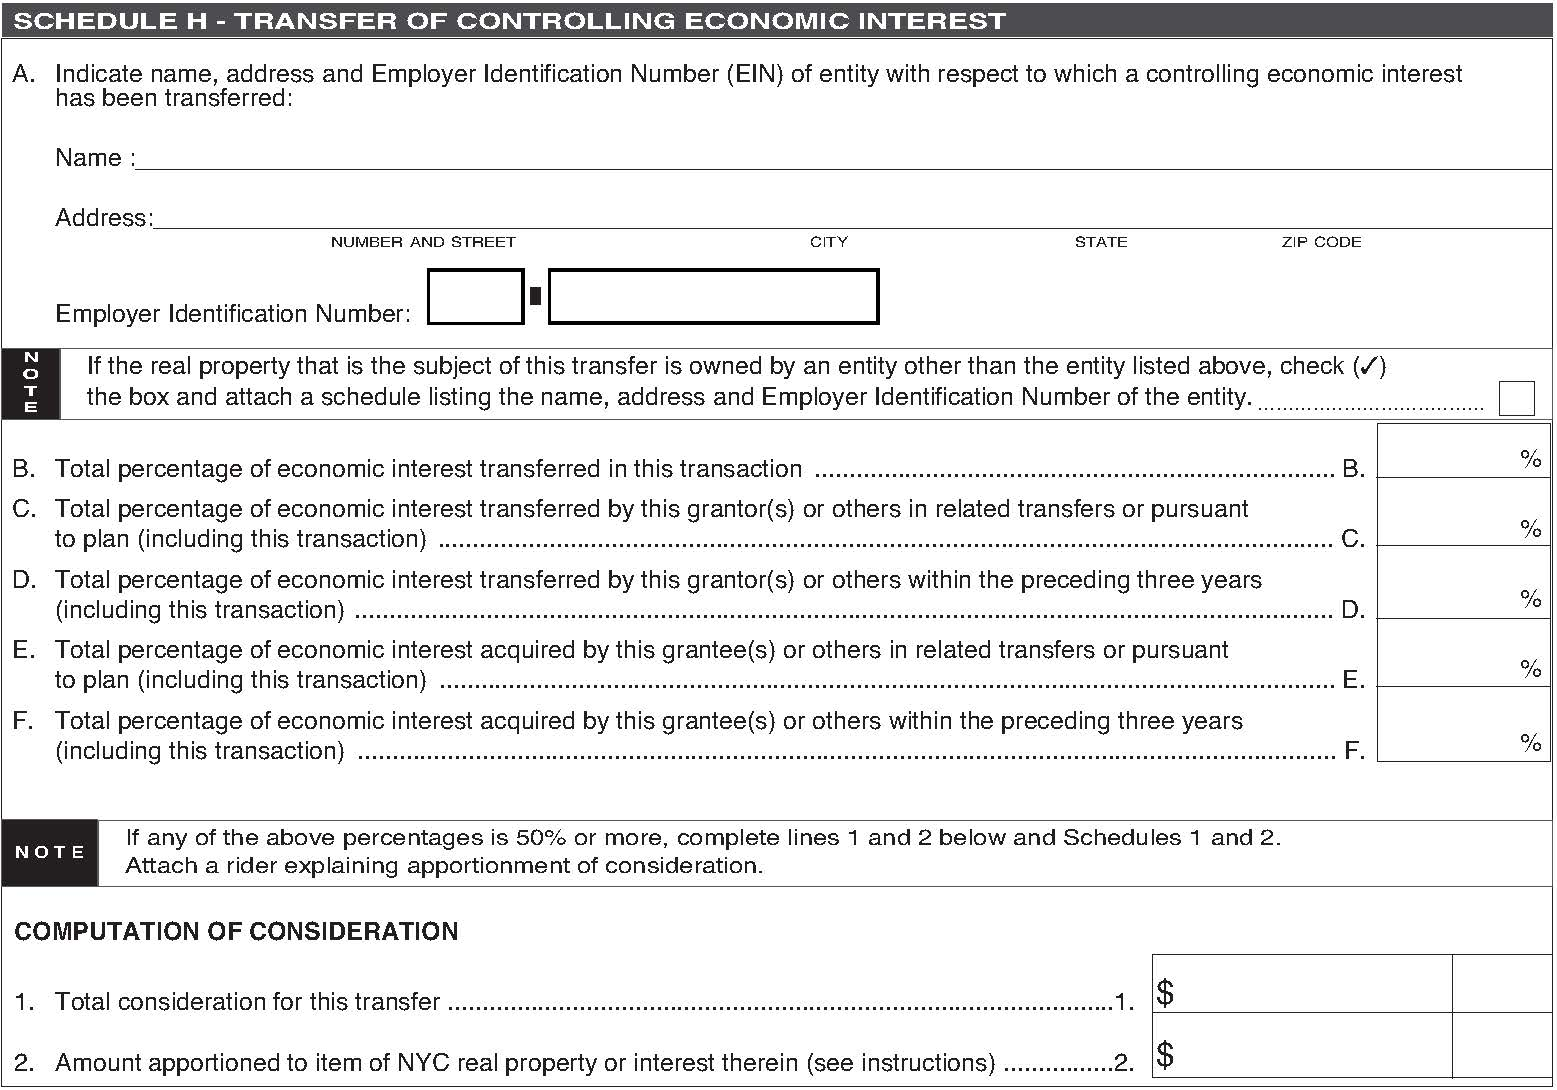 SCHEDULE H - TRANSFER OF CONTROLLING ECONOMIC INTEREST
A. Indicate name, address and Employer Identification Number (EIN) of entity with respect to which a controlling economic interest
has been transferred:
Name :
Address:
NUMBER AND STREET CITY STATE ZIP CODE
Employer Identification Number:
NOTE
If the real property that is the subject of this transfer is owned by an entity other than the entity listed above, check (✓)
the box and attach a schedule listing the name, address and Employer Identification Number of the entity. ....................................
B. Total percentage of economic interest transferred in this transaction ............................................................................ B. %
C. Total percentage of economic interest transferred by this grantor(s) or others in related transfers or pursuant
to plan (including this transaction) .................................................................................................................................... C. %
D. Total percentage of economic interest transferred by this grantor(s) or others within the preceding three years
(including this transaction) ................................................................................................................................................ D. %
E. Total percentage of economic interest acquired by this grantee(s) or others in related transfers or pursuant
to plan (including this transaction) .................................................................................................................................... E. %
F. Total percentage of economic interest acquired by this grantee(s) or others within the preceding three years
(including this transaction) ................................................................................................................................................ F. %
NOTE
If any of the above percentages is 50% or more, complete lines 1 and 2 below and Schedules 1 and 2.
Attach a rider explaining apportionment of consideration.
COMPUTATION OF CONSIDERATION
1. Total consideration for this transfer ..................................................................................................1. $
2. Amount apportioned to item of NYC real property or interest therein (see instructions) .................2. $